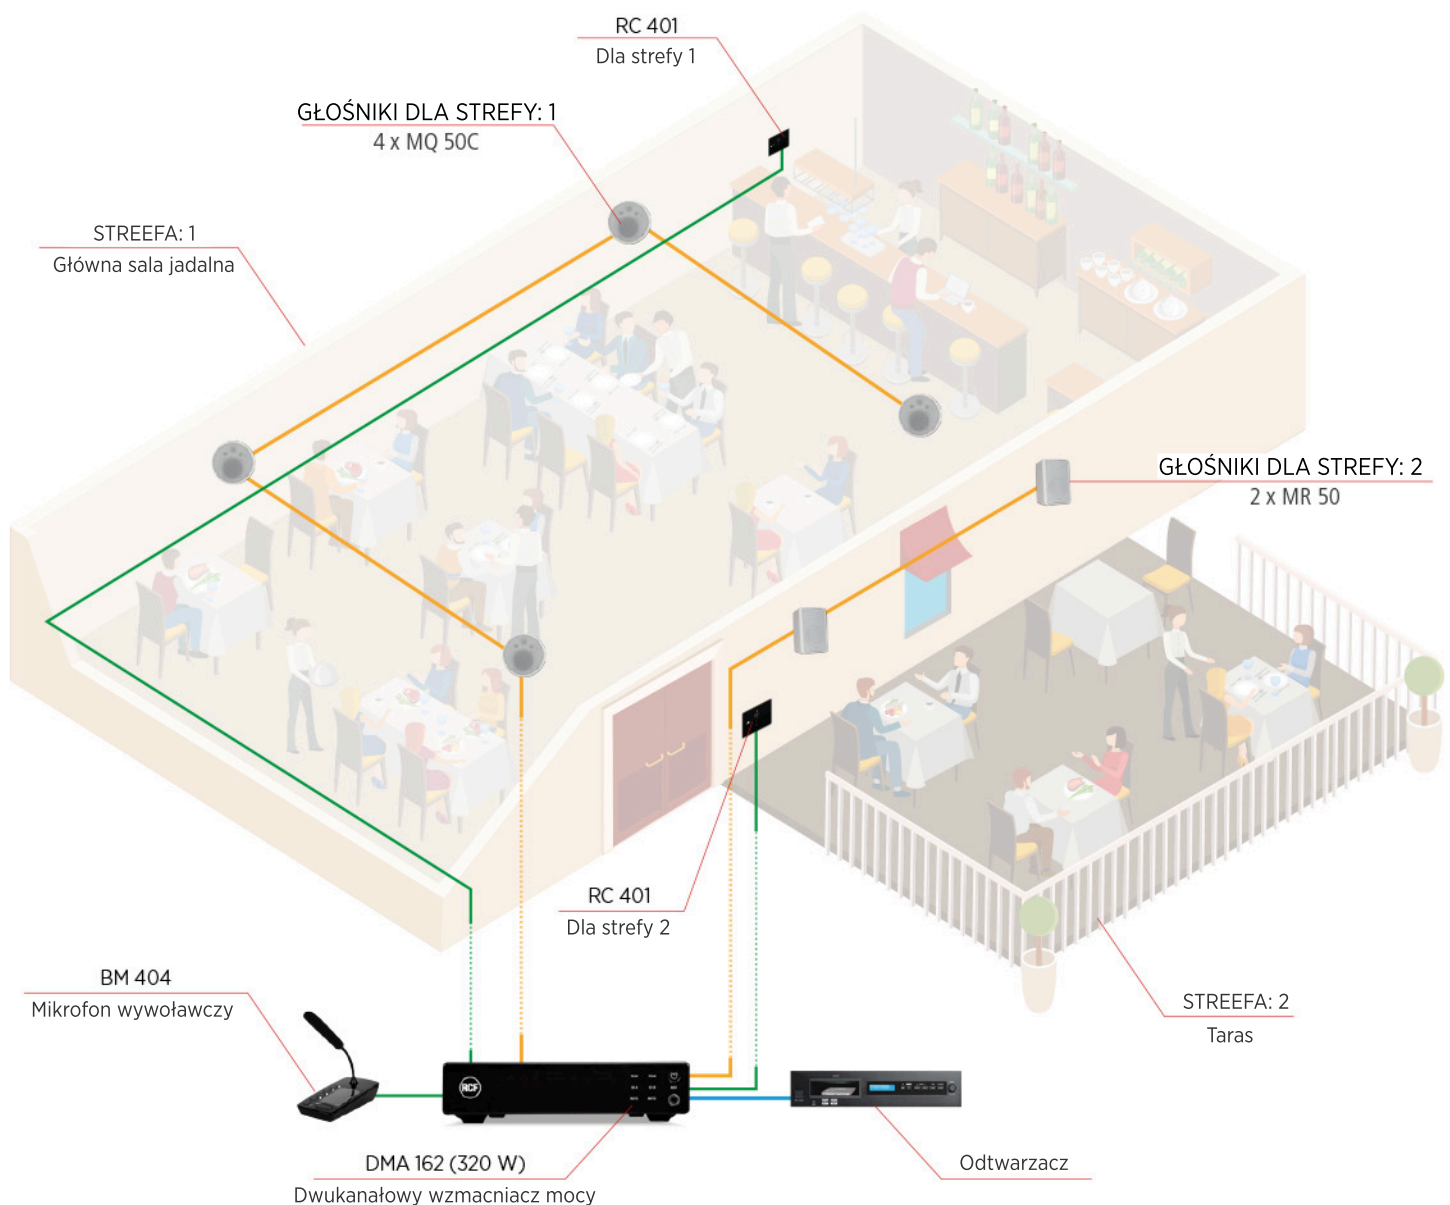 RC 401
Dla strefy 1
GŁOŚNIKI DLA STREFY: 1
4 x MQ 50C
STREEFA: 1
Główna sala jadalna
GŁOŚNIKI DLA STREFY: 2
2 x MR 50
RC 401
Dla strefy 2
BM 404
Mikrofon wywoławczy
STREEFA: 2
Taras
RCF
DMA 162 (320 W)
Dwukanałowy wzmacniacz mocy
Odtwarzacz